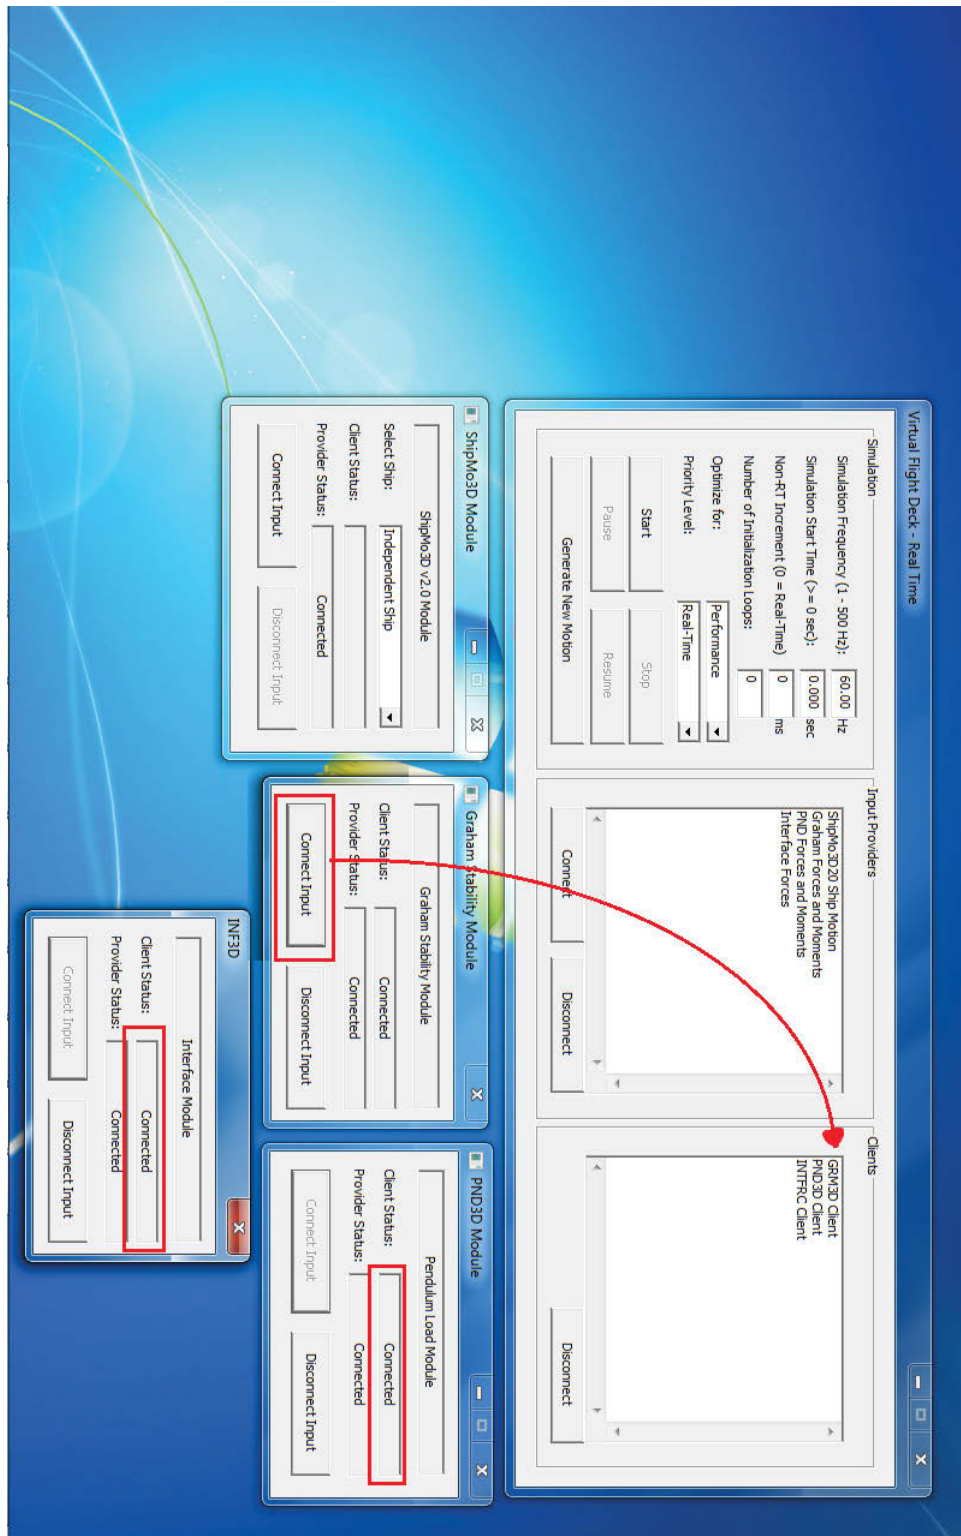 Virtual Flight Deck - Real Time
Simulation
Simulation Frequency (1 - 500 Hz): 60.00 Hz
Simulation Start Time (>= 0 sec): 0.000 sec
Non-RT Increment (0 = Real-Time) 0 ms
Number of Initialization Loops: 0
Optimize for: Performance
Priority Level: Real-Time
Start Stop
Pause Resume
Generate New Motion
Input Providers
ShipMo3D20 Ship Motion
Graham Forces and Moments
PND Forces and Moments
Interface Forces
Connect Disconnect
Clients
GRM3D Client
PND3D Client
INTFRC Client
Disconnect
ShipMo3D Module
ShipMo3D v2.0 Module
Select Ship: Independent Ship
Client Status:
Provider Status: Connected
Connect Input Disconnect Input
Graham Stability Module
Graham Stability Module
Client Status: Connected
Provider Status: Connected
Connect Input Disconnect Input
PND3D Module
Pendulum Load Module
Client Status: Connected
Provider Status: Connected
Connect Input Disconnect Input
INF3D
Interface Module
Client Status: Connected
Provider Status: Connected
Connect Input Disconnect Input